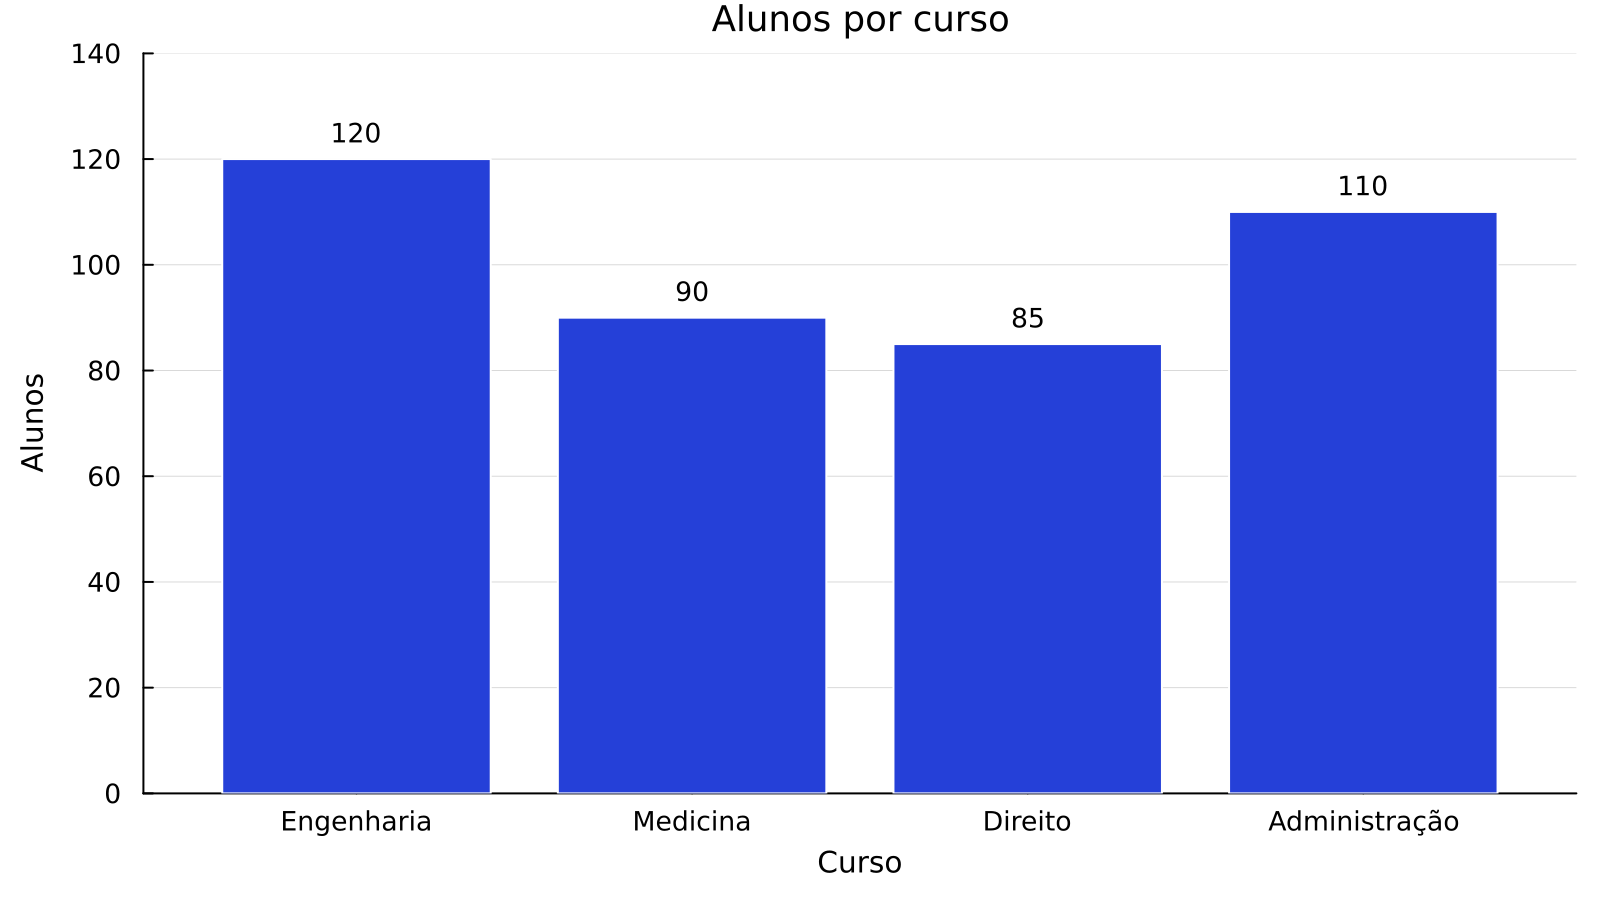 Alunos por curso
140
120
100
80
60
40
20
0
Alunos
120
90
85
110
Engenharia
Medicina
Direito
Administração
Curso